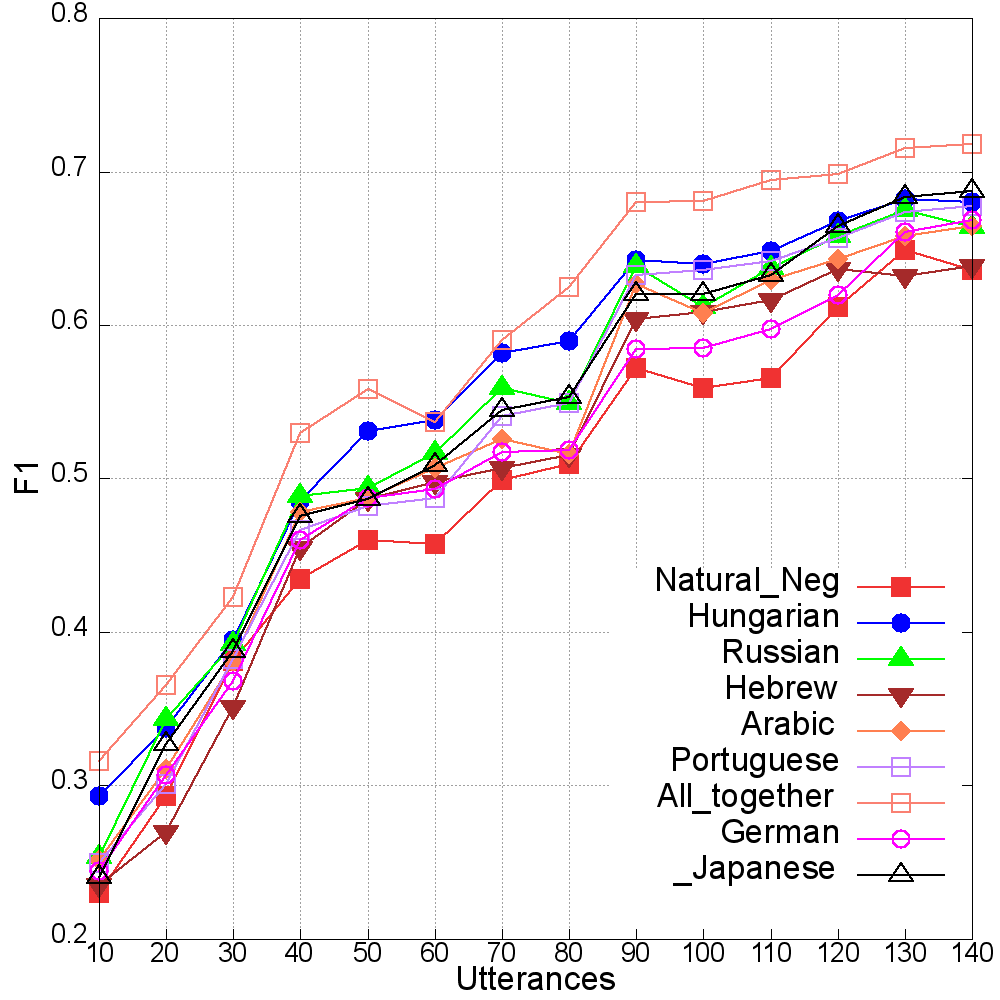 0.8
0.7
0.6
0.5
0.4
0.3
0.2
F1
Natural_Neg
Hungarian
Russian
Hebrew
Arabic
Portuguese
All_together
German
_Japanese
10 20 30 40 50 60 70 80 90 100 110 120 130 140
Utterances